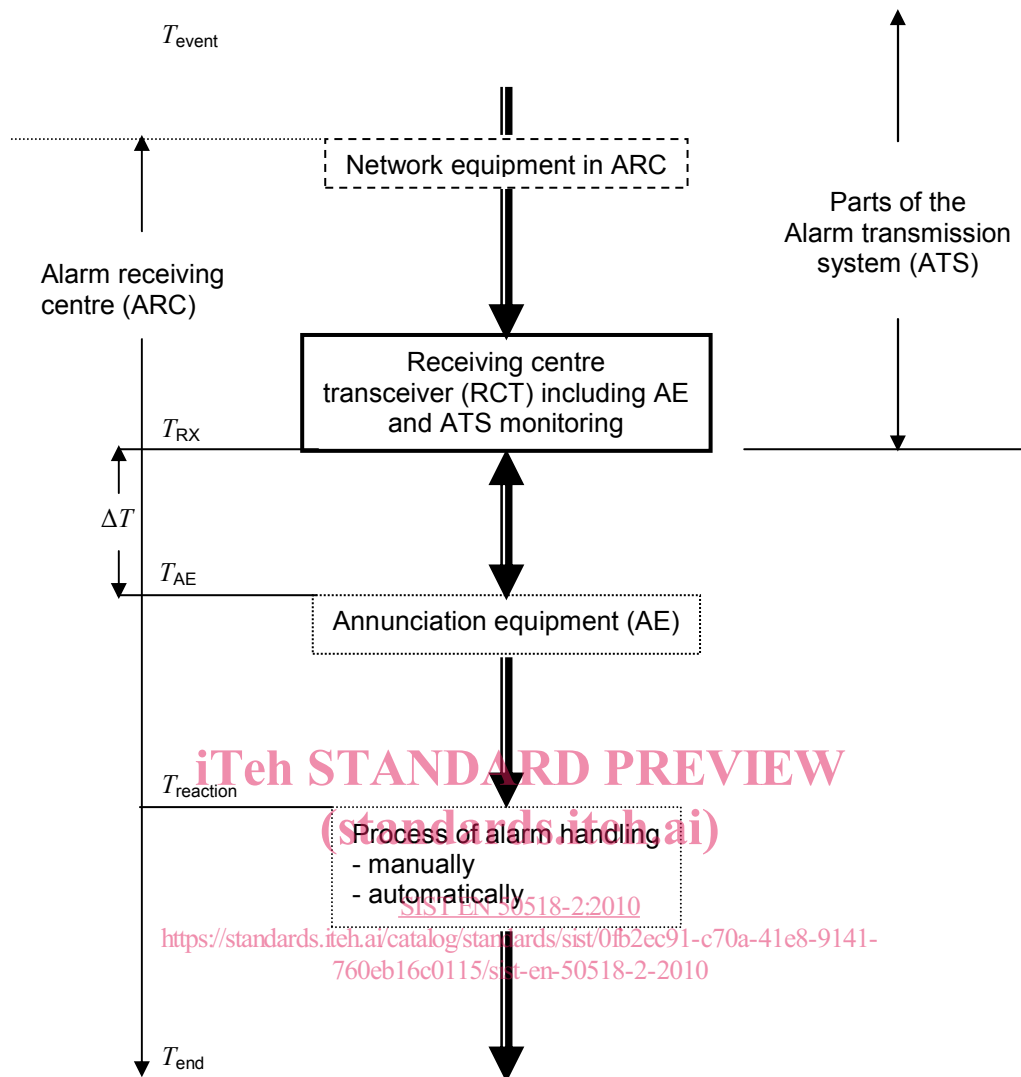 Tevent
Network equipment in ARC
Parts of the
Alarm transmission
system (ATS)
Alarm receiving
centre (ARC)
Receiving centre
transceiver (RCT) including AE
and ATS monitoring
TRX
ΔT
TAE
Annunciation equipment (AE)
iTeh STANDARD PREVIEW
Treaction
(standards.iteh.ai)
Process of alarm handling
- manually
- automatically
SIST EN 50518-2:2010
https://standards.iteh.ai/catalog/standards/sist/0fb2ec91-c70a-41e8-9141-
760eb16c0115/sist-en-50518-2-2010
Tend